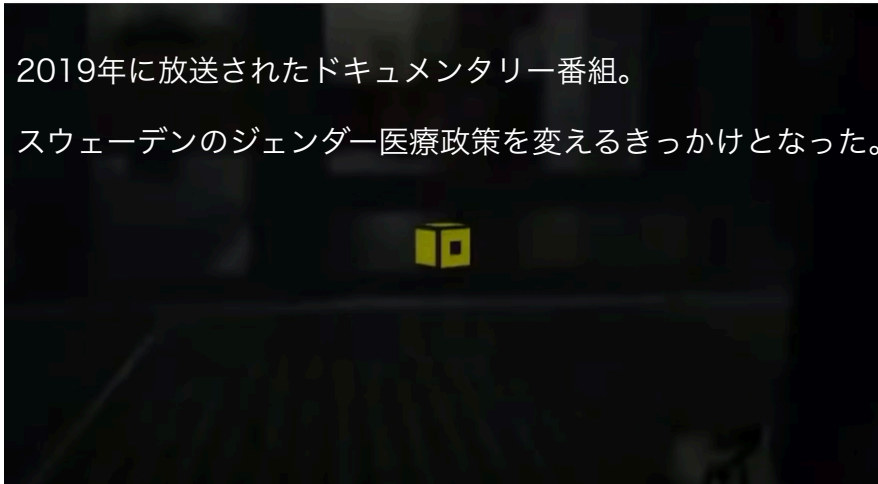 2019年に放送されたドキュメンタリー番組。
スウェーデンのジェンダー医療政策を変えるきっかけとなった。